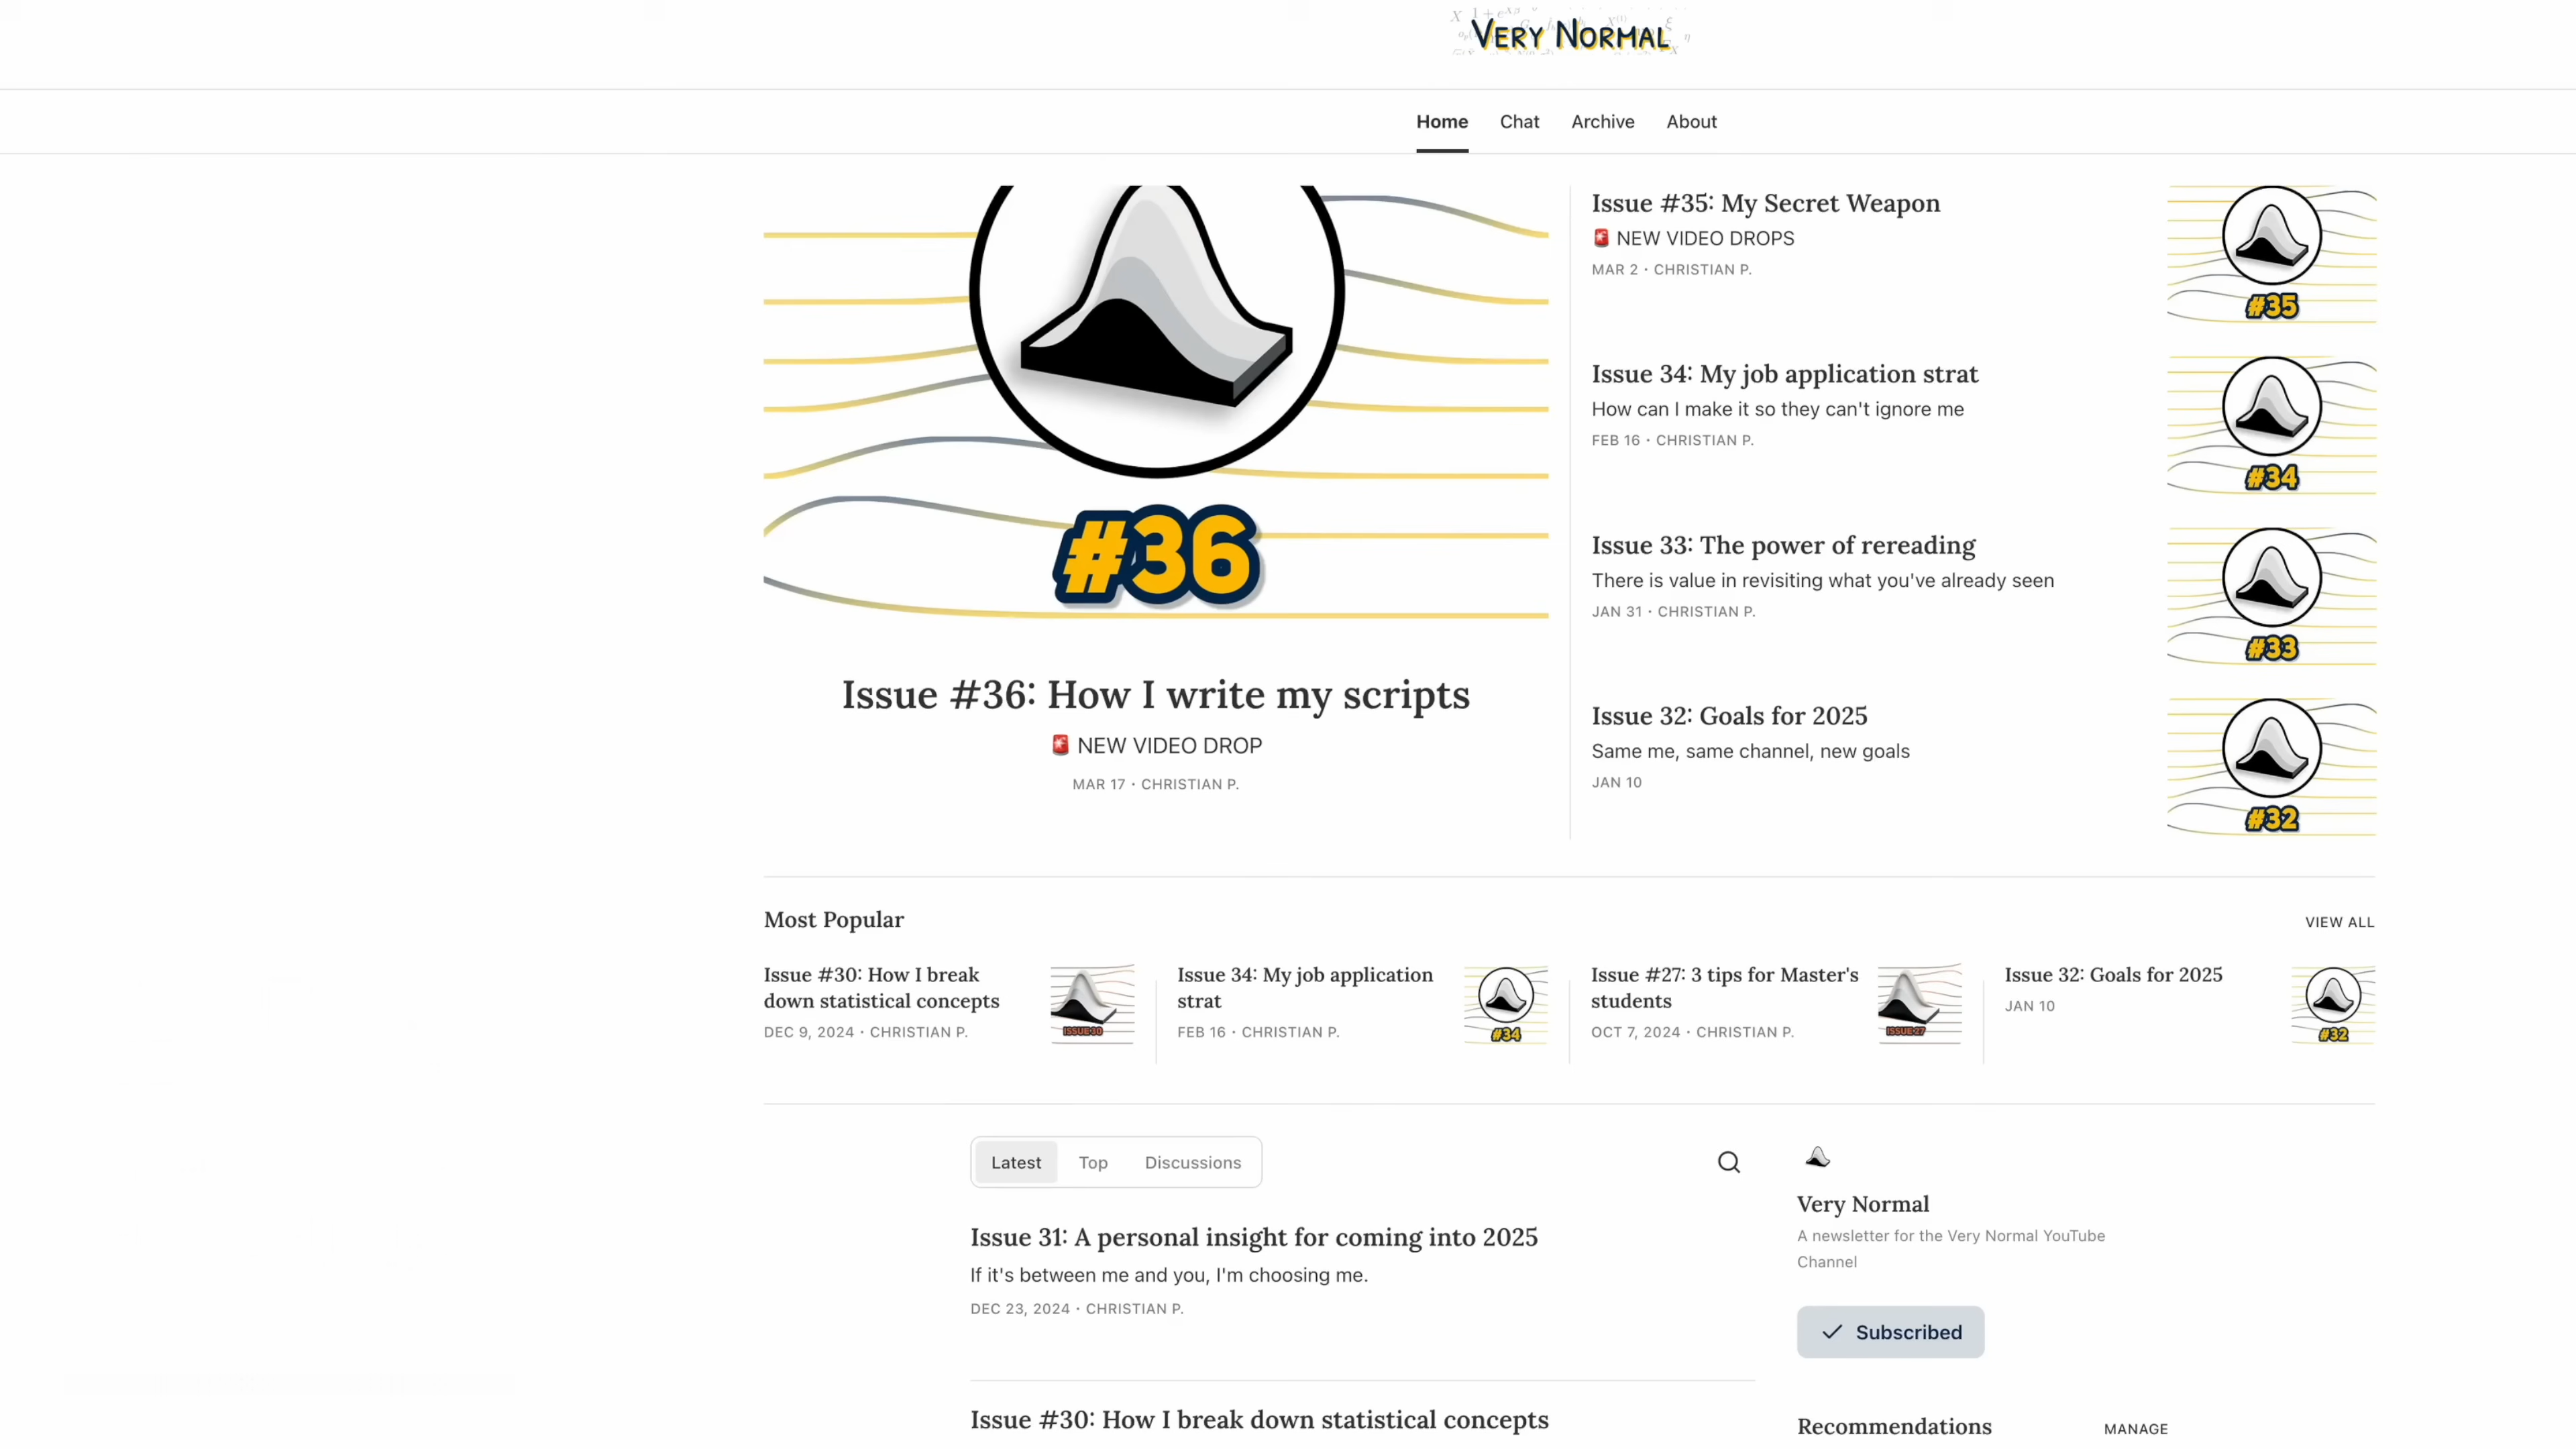 VERY NORMAL
Home
Chat
Archive
About
#36
Issue #36: How I write my scripts
🚨 NEW VIDEO DROP
MAR 17 · CHRISTIAN P.
Issue #35: My Secret Weapon
🚨 NEW VIDEO DROPS
MAR 2 · CHRISTIAN P.
#35
Issue 34: My job application strat
How can I make it so they can't ignore me
FEB 16 · CHRISTIAN P.
#34
Issue 33: The power of rereading
There is value in revisiting what you've already seen
JAN 31 · CHRISTIAN P.
#33
Issue 32: Goals for 2025
Same me, same channel, new goals
JAN 10
#32
Most Popular
VIEW ALL
Issue #30: How I break
down statistical concepts
DEC 9, 2024 · CHRISTIAN P.
ISSUE 30
Issue 34: My job application
strat
FEB 16 · CHRISTIAN P.
#34
Issue #27: 3 tips for Master's
students
OCT 7, 2024 · CHRISTIAN P.
ISSUE 27
Issue 32: Goals for 2025
JAN 10
#32
Latest
Top
Discussions
Issue 31: A personal insight for coming into 2025
If it's between me and you, I'm choosing me.
DEC 23, 2024 · CHRISTIAN P.
Issue #30: How I break down statistical concepts
Very Normal
A newsletter for the Very Normal YouTube
Channel
Subscribed
Recommendations
MANAGE